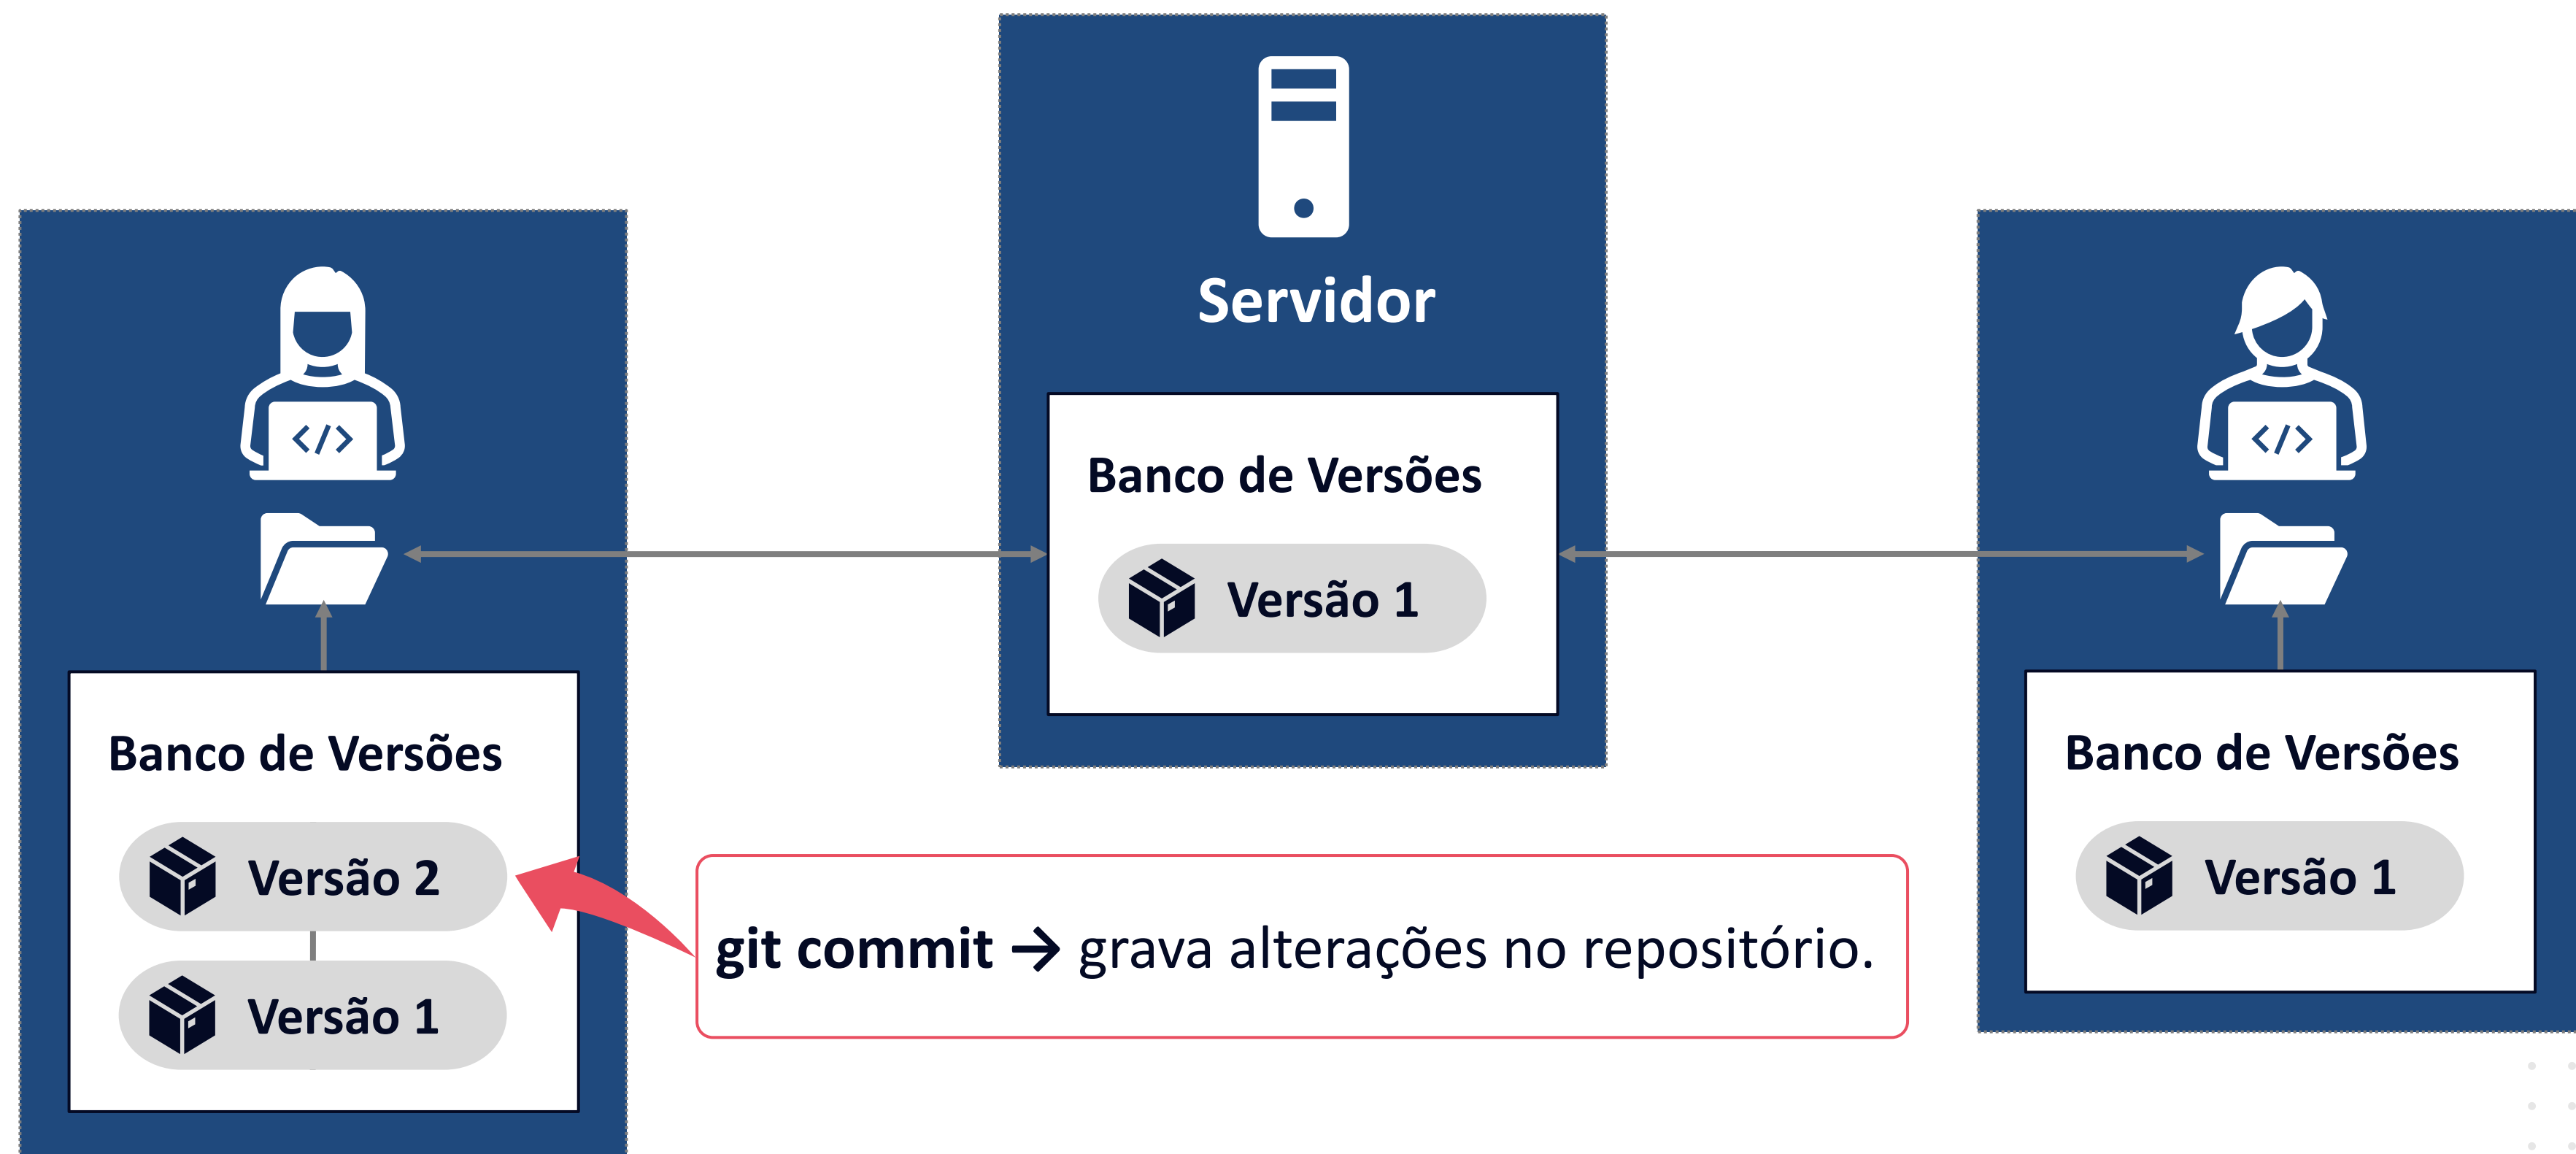 Servidor
Banco de Versões
Versão 1
</>
Banco de Versões
Versão 2
Versão 1
git commit → grava alterações no repositório.
</>
Banco de Versões
Versão 1